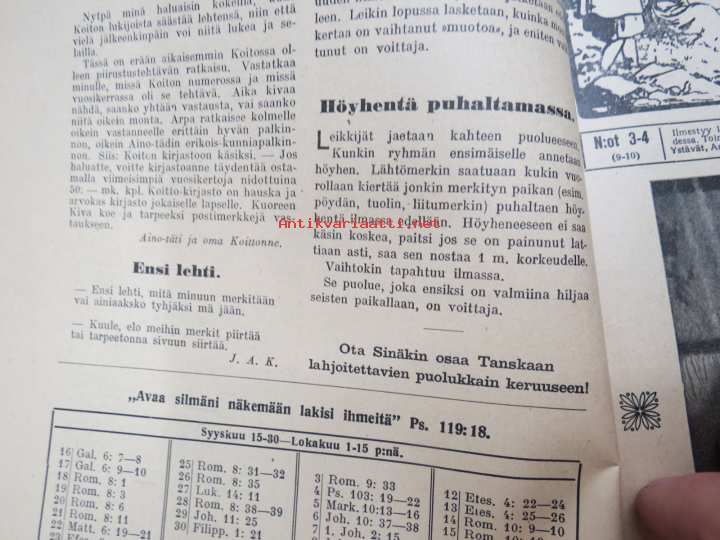 Nytpä minä haluaisin
Koiton lukijoista säästää lehtensä, niin että
vielä jälkeenkinpäin voi niitä lukea ja se-
lailla.
Tässä on erään aikaisemmin Koitossa ol-
leen piirustustehtävän ratkaisu. Vastatkaa
minulle, missä Koiton numerossa ja missä
vuosikerrassa oli se tehtävä. Aika kivaa
nähdä, saanko yhtään vastausta, vai saanko
niitä oikein monta. Arpa ratkaisee kolmelle
oikein vastanneelle erittäin hyvän palkin-
non, oikein Aino-tädin erikois-kunniapalkin-
non. Siis: Koiton kirjastoon käsiksi. — Jos
haluatte, voitte kirjastoanne täydentää osta-
malla viimeisimpiä vuosikertoja nidottuina
50: — mk. kpl. Koitto-kirjasto on hauska ja
arvokas kirjasto jokaiselle lapselle. Kuoreen
Kiva koe ja tarpeeksi postimerkkejä vas-
taukseen.
Aino-täti ja oma Koittonne.
Ensi lehti.
— Ensi lehti, mitä minuun merkitään
vai ainiaaksko tyhjäksi mä jään.
— Kuule, elo meihin merkit piirtää
tai tarpeetonna sivuun siirtää.
J. A. K.
leen. Leikin lopussa lasketaan, kuinka
kertaa on vaihtanut »muotoa», ja eniten
tunut on voittaja.
Höyhentä puhaltamassa.
Leikkijät jaetaan kahteen puolueeseen.
Kunkin ryhmän ensimäiselle annetaan
höyhen. Lähtömerkin saatuaan kukin vuo-
rollaan kiertää jonkin merkityn paikan (esim.
pöydän, tuolin, liitumerkin) puhaltaen höy-
hentä ilmassa edellään. Höyheneeseen ei saa
käsin koskea, paitsi jos se on painunut lat-
tiaan asti, saa sen nostaa 1 m. korkeudelle.
Vaihtokin tapahtuu ilmassa.
Se puolue, joka ensiksi on valmiina hiljaa
seisten paikallaan, on voittaja.
Ota Sinäkin osaa Tanskaan
lahjoitettavien puolukkain keruuseen!
Antikvariaatti.net
N:ot 3-4
(9-10)
Ilmestyy
dessa.
Ystävät,
„Avaa silmäni näkemään lakisi ihmeitä” Ps. 119:18.
Syyskuu 15-30—Lokakuu 1-15 p:nä.
16 Gal. 6: 7—8
17 Gal. 6: 9—10
18 Rom. 8: 1
19 Rom. 8: 3
20 Rom. 8: 6
21 Rom. 8: 11
22 Matt. 6: 19—21
25 Rom. 8: 31—32
26 Rom. 8: 35
27 Luk. 14: 11
28 Rom. 8: 38—39
29 Joh. 11: 25
30 Filipp. 1: 21
3 Rom. 9: 33
4 Ps. 103: 19—22
5 Mark. 10:13—16
6 Joh. 10: 37—38
7 1. Joh. 2: 15
12 Efes. 4: 22—24
13 Efes. 4: 25—26
14 Rom. 10: 9—10
15 Rom.